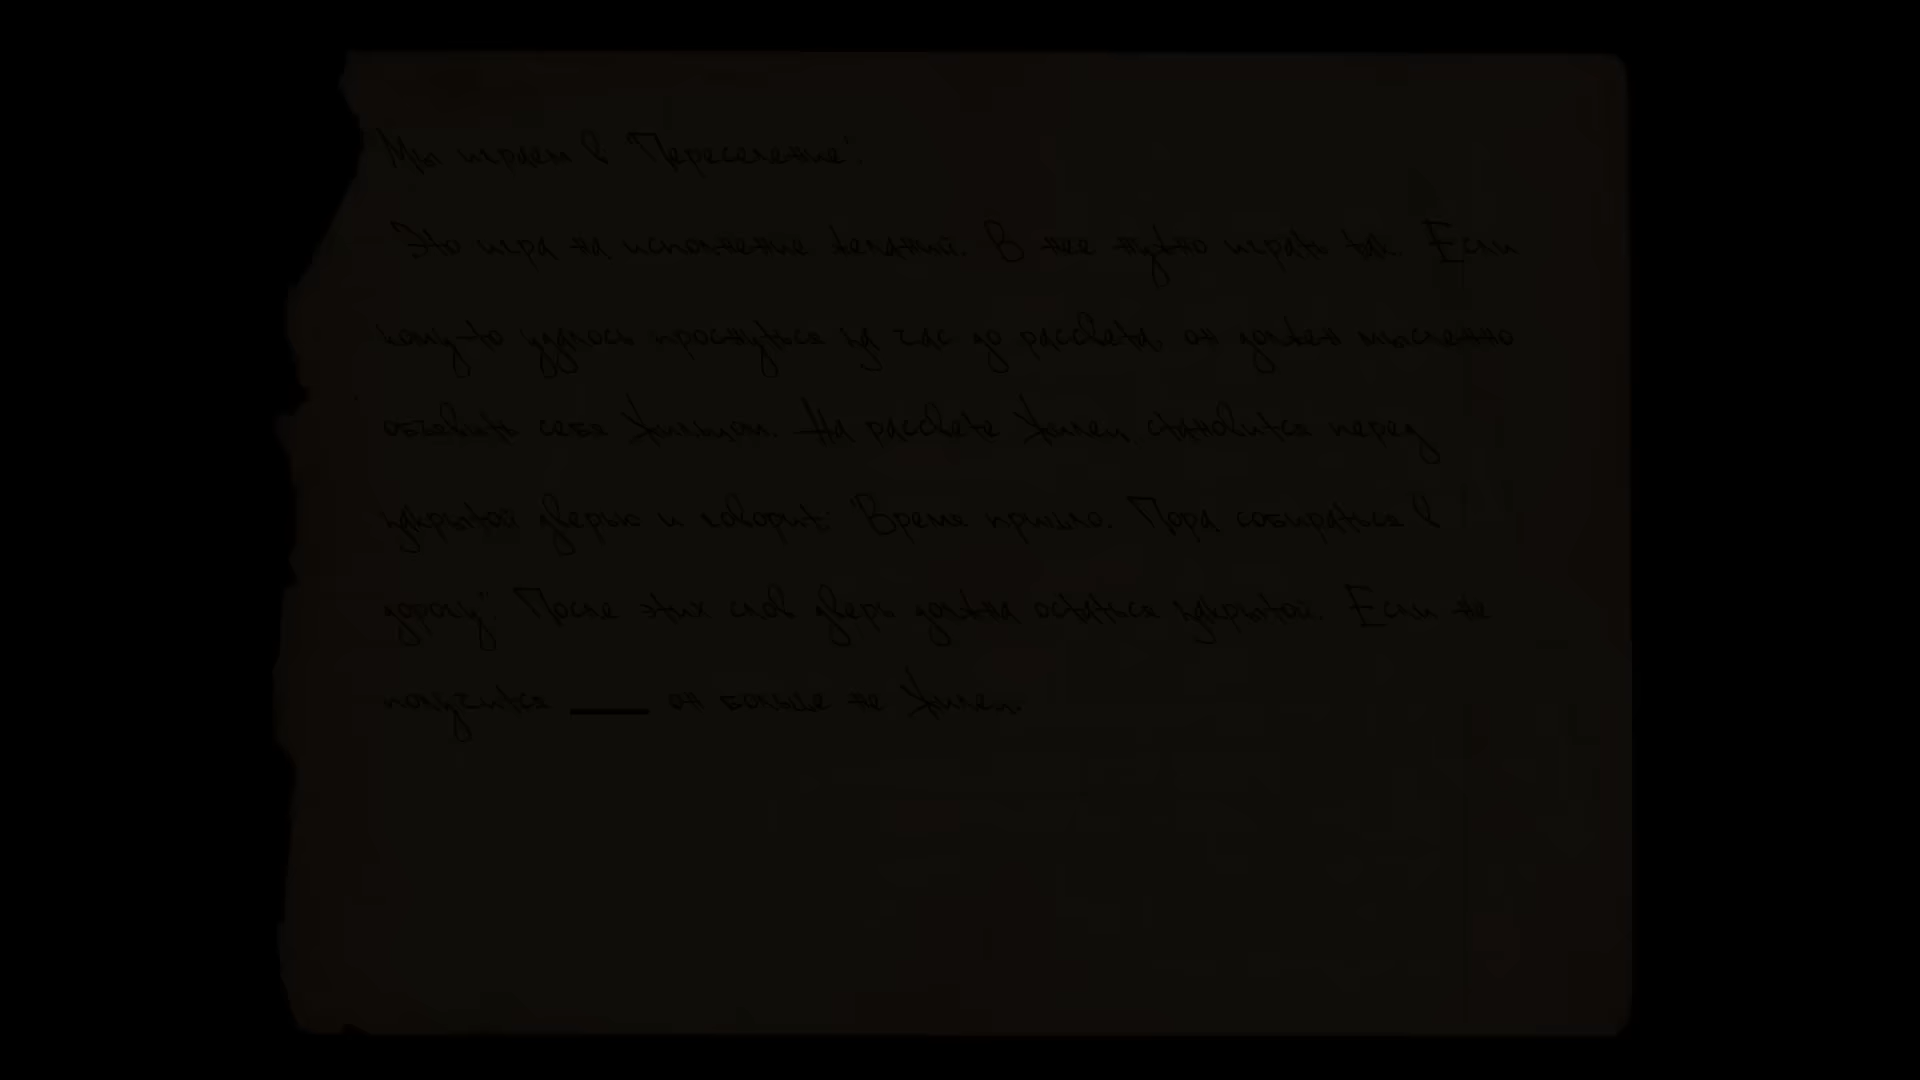 Мы играем в "Переселение".
Это игра на исполнение желания. В нее нужно играть так. Если
кому-то удалось проснуться за час до рассвета, он должен мысленно
объявить себя Жильцом. На рассвете Жилец становится перед
закрытой дверью и говорит: "Время пришло. Пора собираться в
дорогу". После этих слов дверь должна остаться закрытой. Если не
получится — он больше не Жилец.